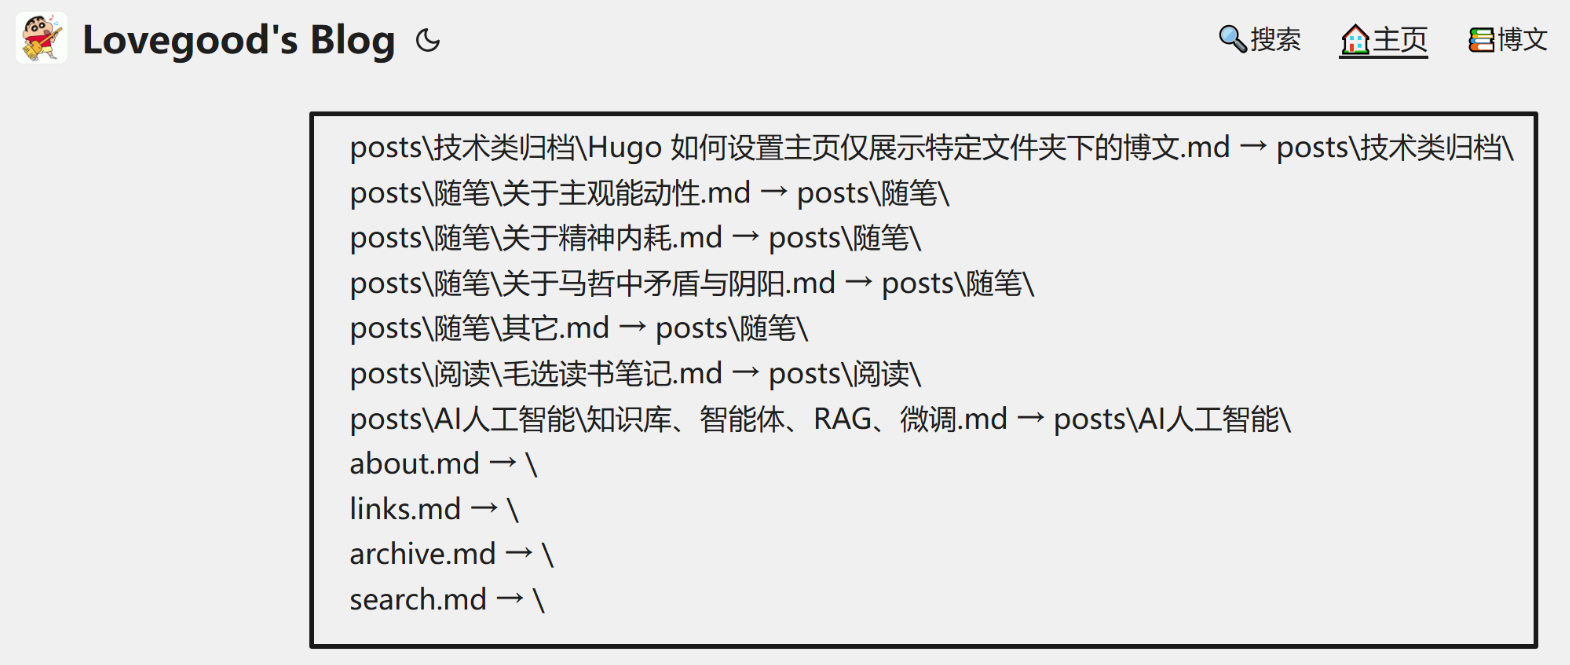 Lovegood's Blog
🔍搜索 🏠主页 📚博文
posts\技术类归档\Hugo 如何设置主页仅展示特定文件夹下的博文.md → posts\技术类归档\
posts\随笔\关于主观能动性.md → posts\随笔\
posts\随笔\关于精神内耗.md → posts\随笔\
posts\随笔\关于马哲中矛盾与阴阳.md → posts\随笔\
posts\随笔\其它.md → posts\随笔\
posts\阅读\毛选读书笔记.md → posts\阅读\
posts\AI人工智能\知识库、智能体、RAG、微调.md → posts\AI人工智能\
about.md → \
links.md → \
archive.md → \
search.md → \